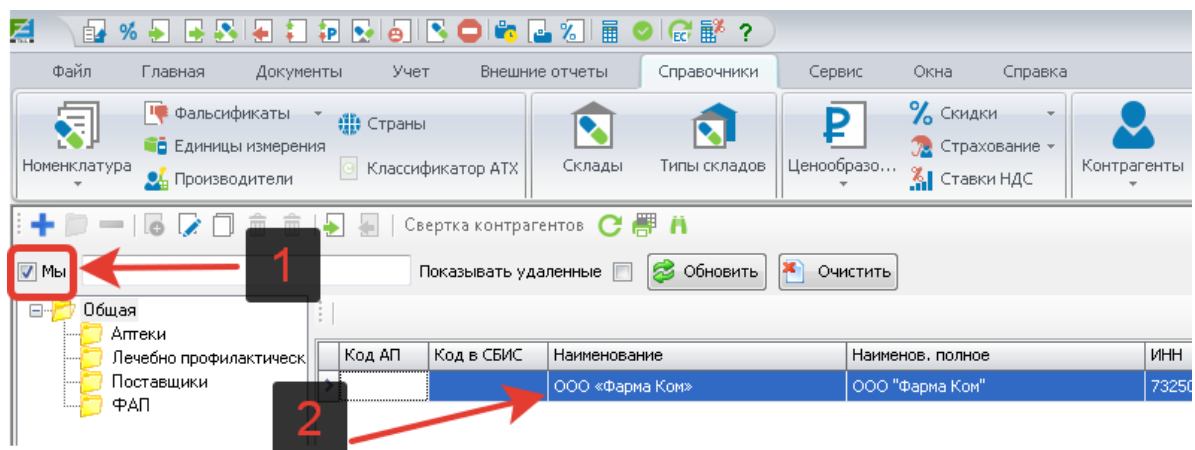 Файл Главная Документы Учет Внешние отчеты Справочники Сервис Окна Справка
Номенклатура
Фальсификаты
Единицы измерения
Производители
Страны
Классификатор АТХ
Склады
Типы складов
Ценообразо...
Скидки
Страхование
Ставки НДС
Контрагенты
Свертка контрагентов
Мы
1
Показывать удаленные
Обновить
Очистить
Общая
Аптеки
Лечебно профилактическ
Поставщики
ФАП
Код АП Код в СБИС Наименование Наименов. полное ИНН
ООО «Фарма Ком» ООО "Фарма Ком" 73250
2